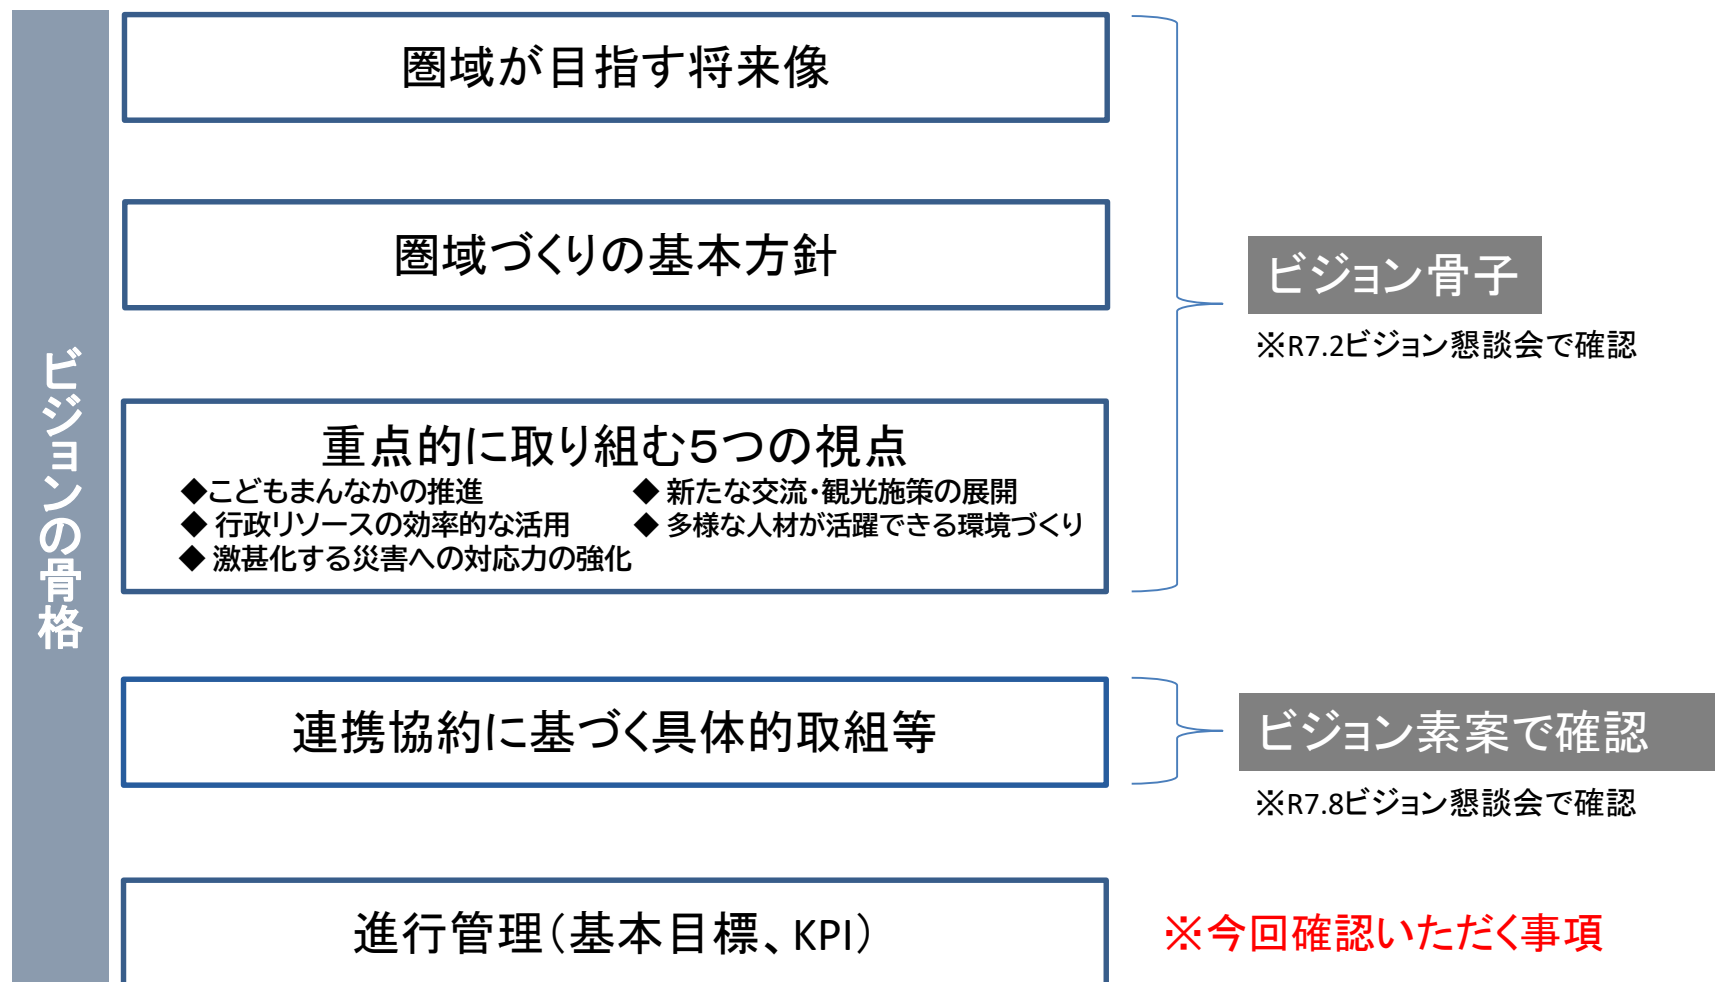 ビジョンの骨格
圏域が目指す将来像
圏域づくりの基本方針
ビジョン骨子
※R7.2ビジョン懇談会で確認
重点的に取り組む５つの視点
◆こどもまんなかの推進
◆ 新たな交流・観光施策の展開
◆ 行政リソースの効率的な活用
◆ 多様な人材が活躍できる環境づくり
◆ 激甚化する災害への対応力の強化
連携協約に基づく具体的取組等
ビジョン素案で確認
※R7.8ビジョン懇談会で確認
進行管理（基本目標、KPI）
※今回確認いただく事項